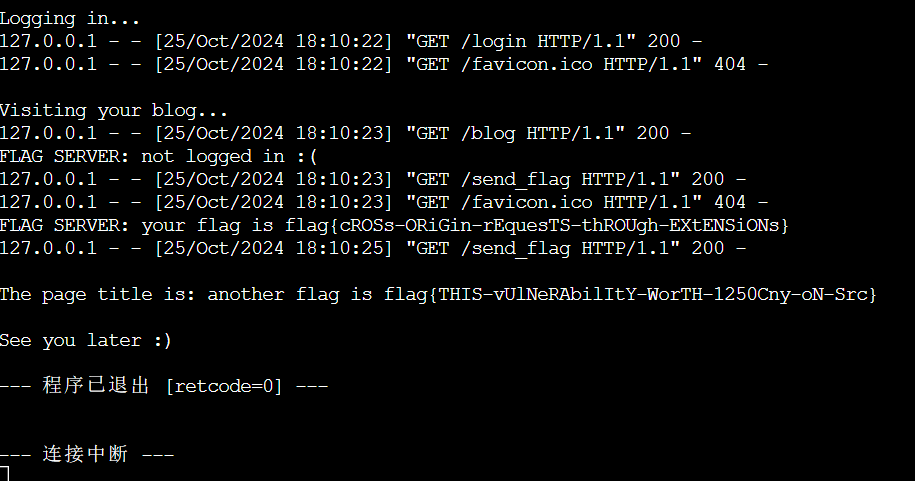 Logging in...
127.0.0.1 - - [25/Oct/2024 18:10:22] "GET /login HTTP/1.1" 200 -
127.0.0.1 - - [25/Oct/2024 18:10:22] "GET /favicon.ico HTTP/1.1" 404 -
Visiting your blog...
127.0.0.1 - - [25/Oct/2024 18:10:23] "GET /blog HTTP/1.1" 200 -
FLAG SERVER: not logged in :(
127.0.0.1 - - [25/Oct/2024 18:10:23] "GET /send_flag HTTP/1.1" 200 -
127.0.0.1 - - [25/Oct/2024 18:10:23] "GET /favicon.ico HTTP/1.1" 404 -
FLAG SERVER: your flag is flag{cROSs-ORiGin-rEquesTS-thROUgh-EXtENSiONs}
127.0.0.1 - - [25/Oct/2024 18:10:25] "GET /send_flag HTTP/1.1" 200 -
The page title is: another flag is flag{THIS-vUlNeRAbilItY-WorTH-1250Cny-oN-Src}
See you later :)
--- 程序已退出 [retcode=0] ---
--- 连接中断 ---